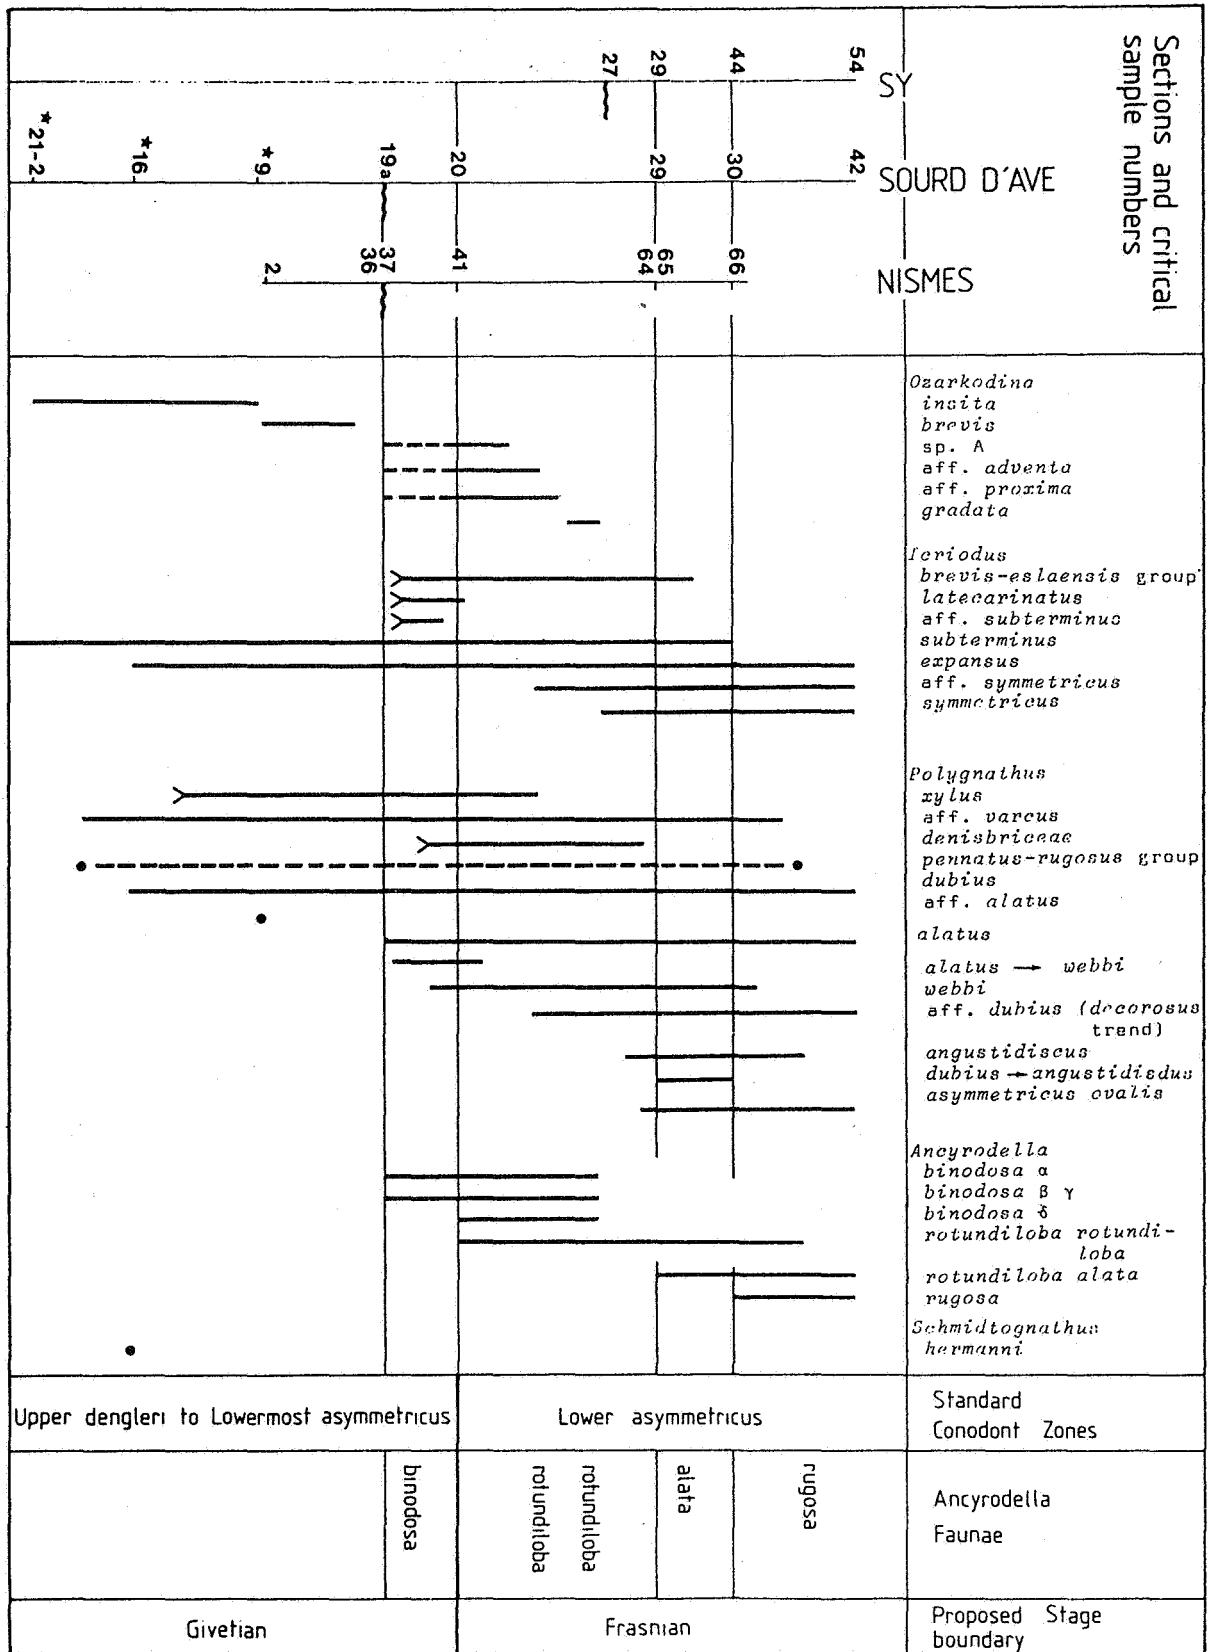 Sections and critical
sample numbers
27 29 44 54
SY
*21-2 *16 *9 19a 20 29 30 42
SOURD D'AVE
2 36 37 41 64 65 66
NISMES
Ozarkodina
insita
brevis
sp. A
aff. adventa
aff. proxima
gradata
Icriodus
brevis-eslaensis group
latecarinatus
aff. subterminus
subterminus
expansus
aff. symmetricus
symmetricus
Polygnathus
xylus
aff. varcus
denisbriceae
pennatus-rugosus group
dubius
aff. alatus
alatus
alatus → webbi
webbi
aff. dubius (decorosus
trend)
angustidiscus
dubius → angustidisdus
asymmetricus ovalis
Ancyrodella
binodosa α
binodosa β γ
binodosa δ
rotundiloba rotundi-
loba
rotundiloba alata
rugosa
Schmidtognathus
hermanni
Upper dengleri to Lowermost asymmetricus
Lower asymmetricus
Standard
Conodont Zones
binodosa
rotundiloba
rotundiloba
alata
rugosa
Ancyrodella
Faunae
Givetian
Frasnian
Proposed Stage
boundary